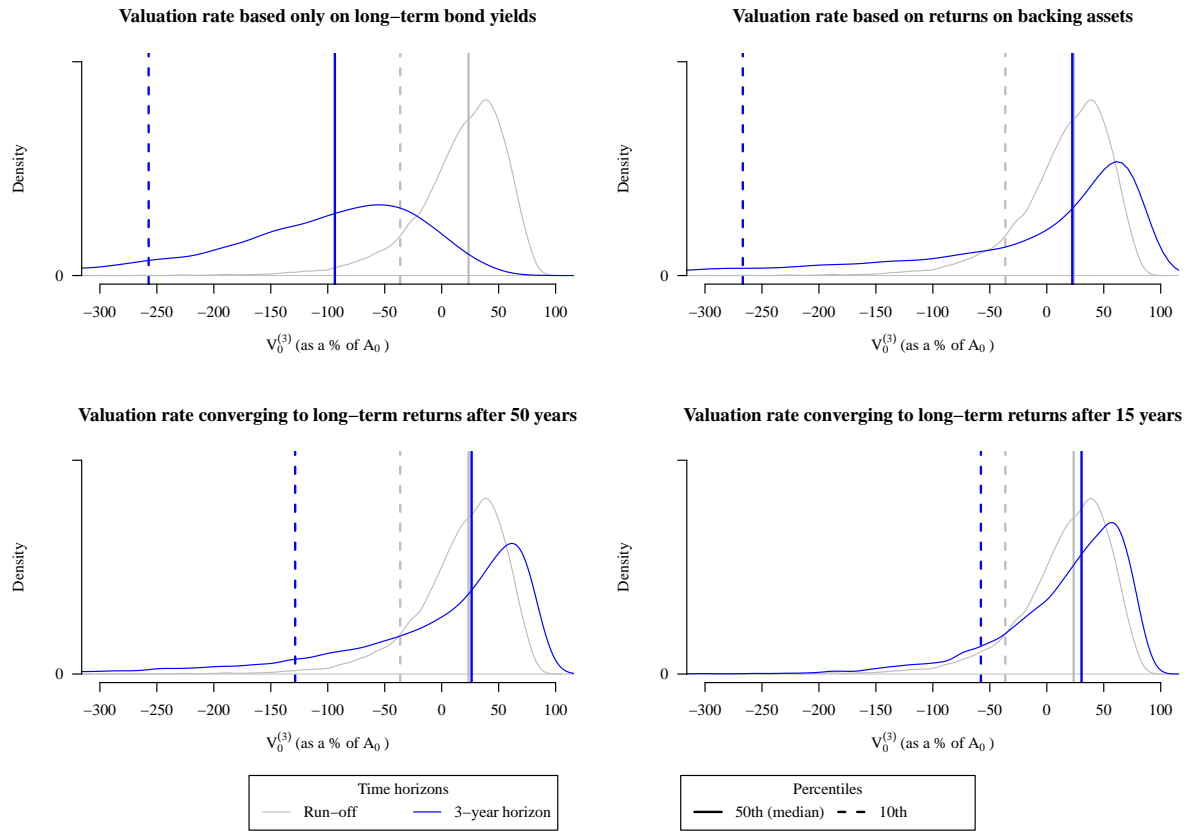 Valuation rate based only on long−term bond yields
Density
0
−300 −250 −200 −150 −100 −50 0 50 100
V₀⁽³⁾ (as a % of A₀ )
Valuation rate based on returns on backing assets
Density
0
−300 −250 −200 −150 −100 −50 0 50 100
V₀⁽³⁾ (as a % of A₀ )
Valuation rate converging to long−term returns after 50 years
Density
0
−300 −250 −200 −150 −100 −50 0 50 100
V₀⁽³⁾ (as a % of A₀ )
Valuation rate converging to long−term returns after 15 years
Density
0
−300 −250 −200 −150 −100 −50 0 50 100
V₀⁽³⁾ (as a % of A₀ )
Time horizons
Run−off 3−year horizon
Percentiles
50th (median) 10th